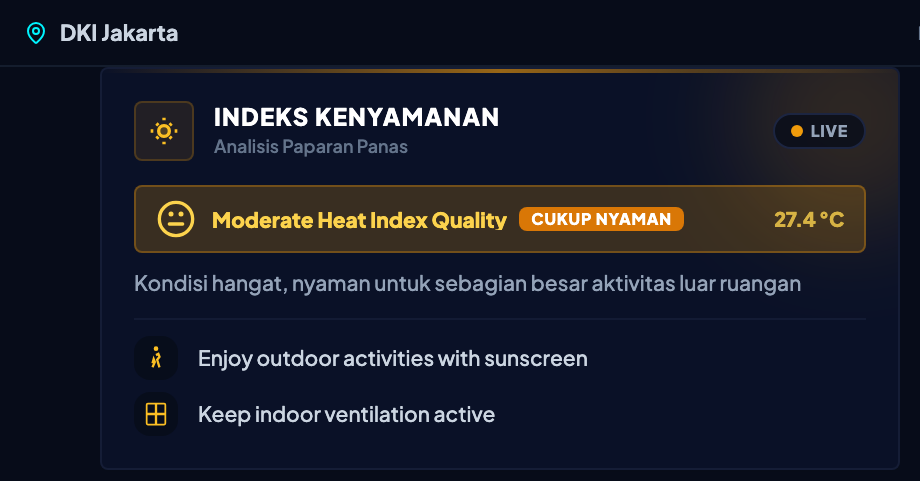 DKI Jakarta
INDEKS KENYAMANAN
Analisis Paparan Panas
LIVE
Moderate Heat Index Quality
CUKUP NYAMAN
27.4 °C
Kondisi hangat, nyaman untuk sebagian besar aktivitas luar ruangan
Enjoy outdoor activities with sunscreen
Keep indoor ventilation active